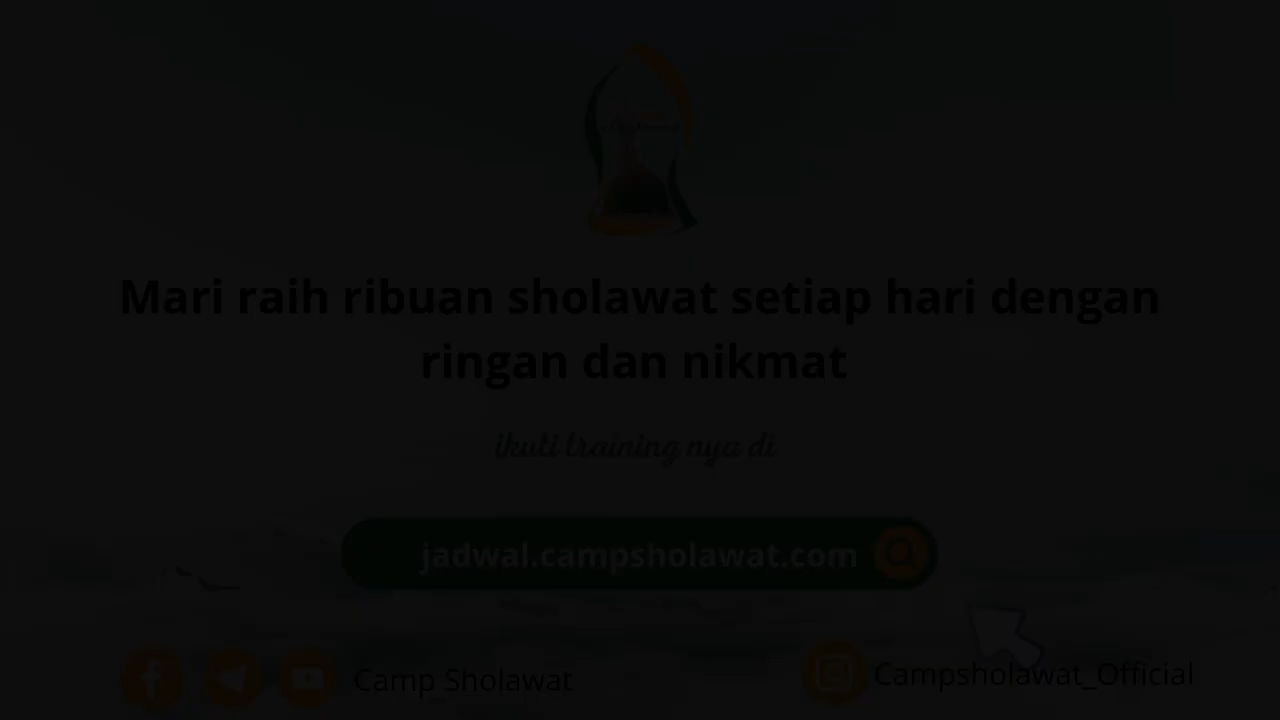 Mari raih ribuan sholawat setiap hari dengan
ringan dan nikmat
ikuti training nya di
jadwal.campsholawat.com
Camp Sholawat
Campsholawat_Official